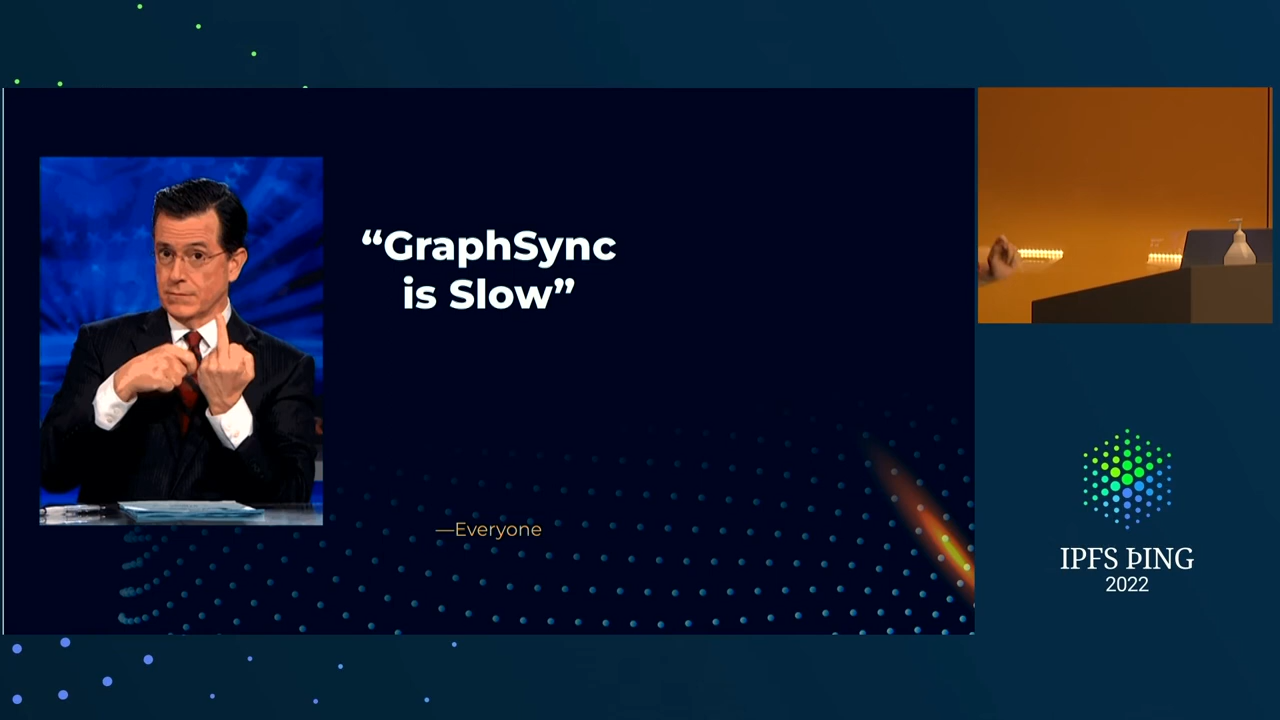 “GraphSync
is Slow”
—Everyone
IPFS ÞING
2022